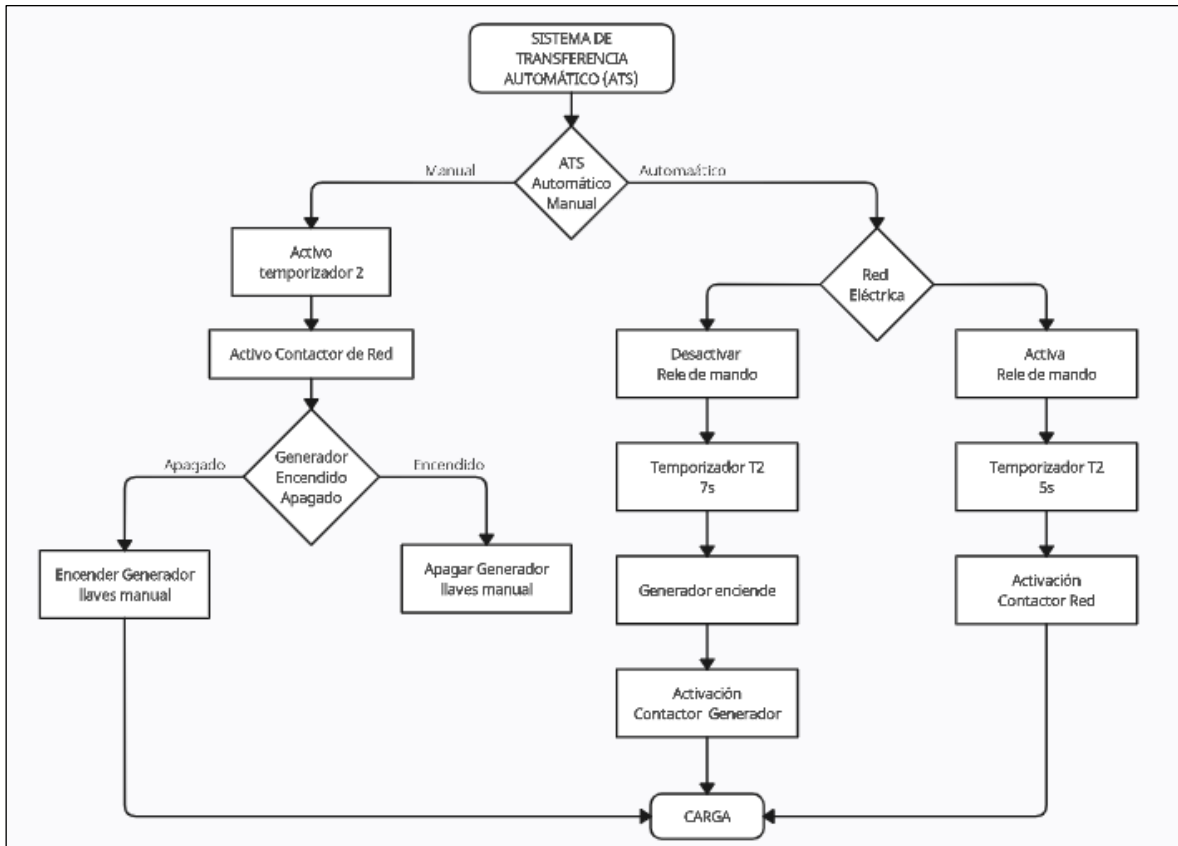 SISTEMA DE
TRANSFERENCIA
AUTOMÁTICO (ATS)
Manual
ATS
Automático
Manual
Automaático
Activo
temporizador 2
Red
Eléctrica
Activo Contactor de Red
Desactivar
Rele de mando
Activa
Rele de mando
Apagado
Generador
Encendido
Apagado
Encendido
Temporizador T2
7s
Temporizador T2
5s
Encender Generador
llaves manual
Apagar Generador
llaves manual
Generador enciende
Activación
Contactor Red
Activación
Contactor Generador
CARGA